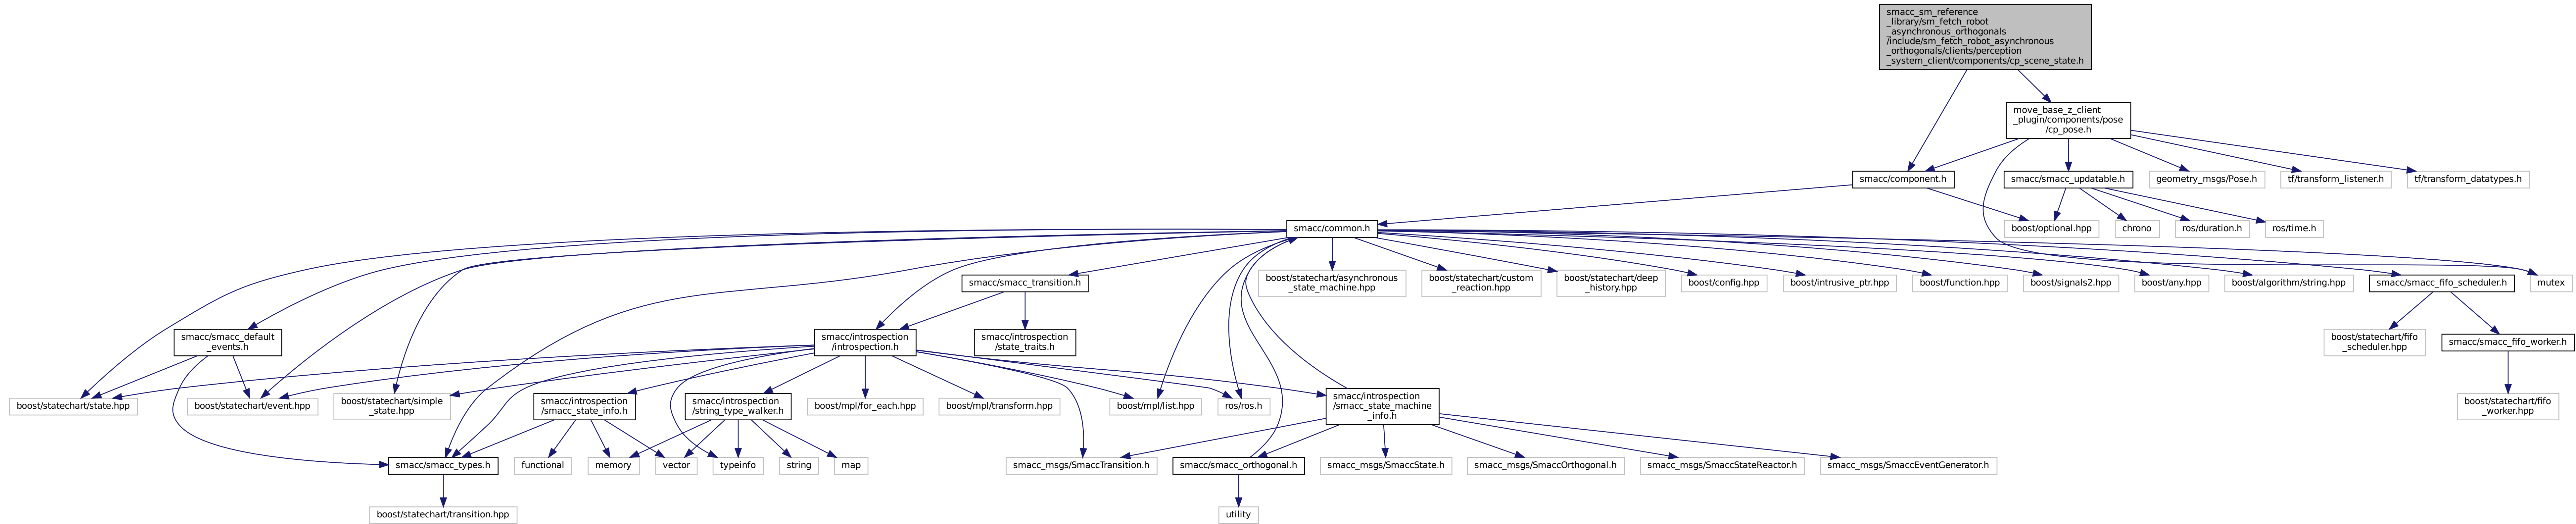 smacc_sm_reference
_library/sm_fetch_robot
_asynchronous_orthogonals
/include/sm_fetch_robot_asynchronous
_orthogonals/clients/perception
_system_client/components/cp_scene_state.h
move_base_z_client
_plugin/components/pose
/cp_pose.h
smacc/component.h
smacc/smacc_updatable.h
geometry_msgs/Pose.h
tf/transform_listener.h
tf/transform_datatypes.h
smacc/common.h
boost/optional.hpp
chrono
ros/duration.h
ros/time.h
smacc/smacc_transition.h
boost/statechart/asynchronous
_state_machine.hpp
boost/statechart/custom
_reaction.hpp
boost/statechart/deep
_history.hpp
boost/config.hpp
boost/intrusive_ptr.hpp
boost/function.hpp
boost/signals2.hpp
boost/any.hpp
boost/algorithm/string.hpp
smacc/smacc_fifo_scheduler.h
mutex
smacc/smacc_default
_events.h
smacc/introspection
/introspection.h
smacc/introspection
/state_traits.h
boost/statechart/fifo
_scheduler.hpp
smacc/smacc_fifo_worker.h
boost/statechart/state.hpp
boost/statechart/event.hpp
boost/statechart/simple
_state.hpp
smacc/introspection
/smacc_state_info.h
smacc/introspection
/string_type_walker.h
boost/mpl/for_each.hpp
boost/mpl/transform.hpp
boost/mpl/list.hpp
ros/ros.h
smacc/introspection
/smacc_state_machine
_info.h
boost/statechart/fifo
_worker.hpp
smacc/smacc_types.h
functional
memory
vector
typeinfo
string
map
smacc_msgs/SmaccTransition.h
smacc/smacc_orthogonal.h
smacc_msgs/SmaccState.h
smacc_msgs/SmaccOrthogonal.h
smacc_msgs/SmaccStateReactor.h
smacc_msgs/SmaccEventGenerator.h
boost/statechart/transition.hpp
utility